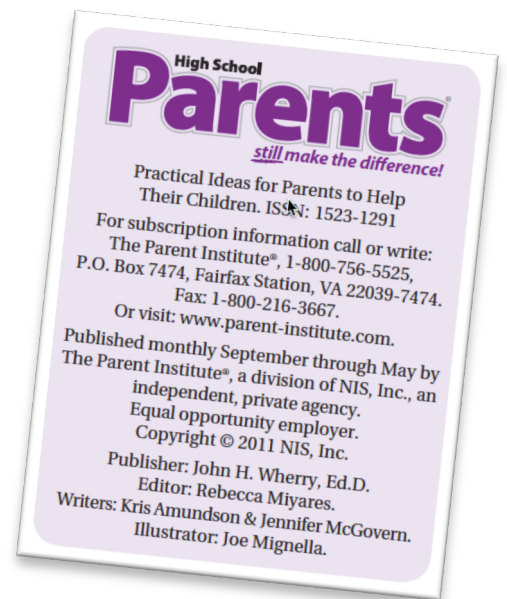 High School
Parents®
still make the difference!
Practical Ideas for Parents to Help
Their Children. ISSN: 1523-1291
For subscription information call or write:
The Parent Institute®, 1-800-756-5525,
P.O. Box 7474, Fairfax Station, VA 22039-7474.
Fax: 1-800-216-3667.
Or visit: www.parent-institute.com.
Published monthly September through May by
The Parent Institute®, a division of NIS, Inc., an
independent, private agency.
Equal opportunity employer.
Copyright © 2011 NIS, Inc.
Publisher: John H. Wherry, Ed.D.
Editor: Rebecca Miyares.
Writers: Kris Amundson & Jennifer McGovern.
Illustrator: Joe Mignella.